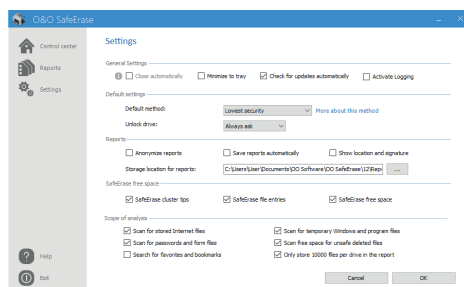 O&O SafeErase
Control center
Reports
Settings
Help
Exit
Settings
General Settings
Close automatically
Minimize to tray
Check for updates automatically
Activate Logging
Default settings
Default method:
Lowest security
More about this method
Unlock drive:
Always ask
Reports
Anonymize reports
Save reports automatically
Show location and signature
Storage location for reports:
C:\Users\User\Documents\OO Software\OO SafeErase\12\Repo
...
SafeErase free space
SafeErase cluster tips
SafeErase file entries
SafeErase free space
Scope of analysis
Scan for stored Internet files
Scan for temporary Windows and program files
Scan for passwords and form files
Scan free space for unsafe deleted files
Search for favorites and bookmarks
Only store 10000 files per drive in the report
Cancel
OK